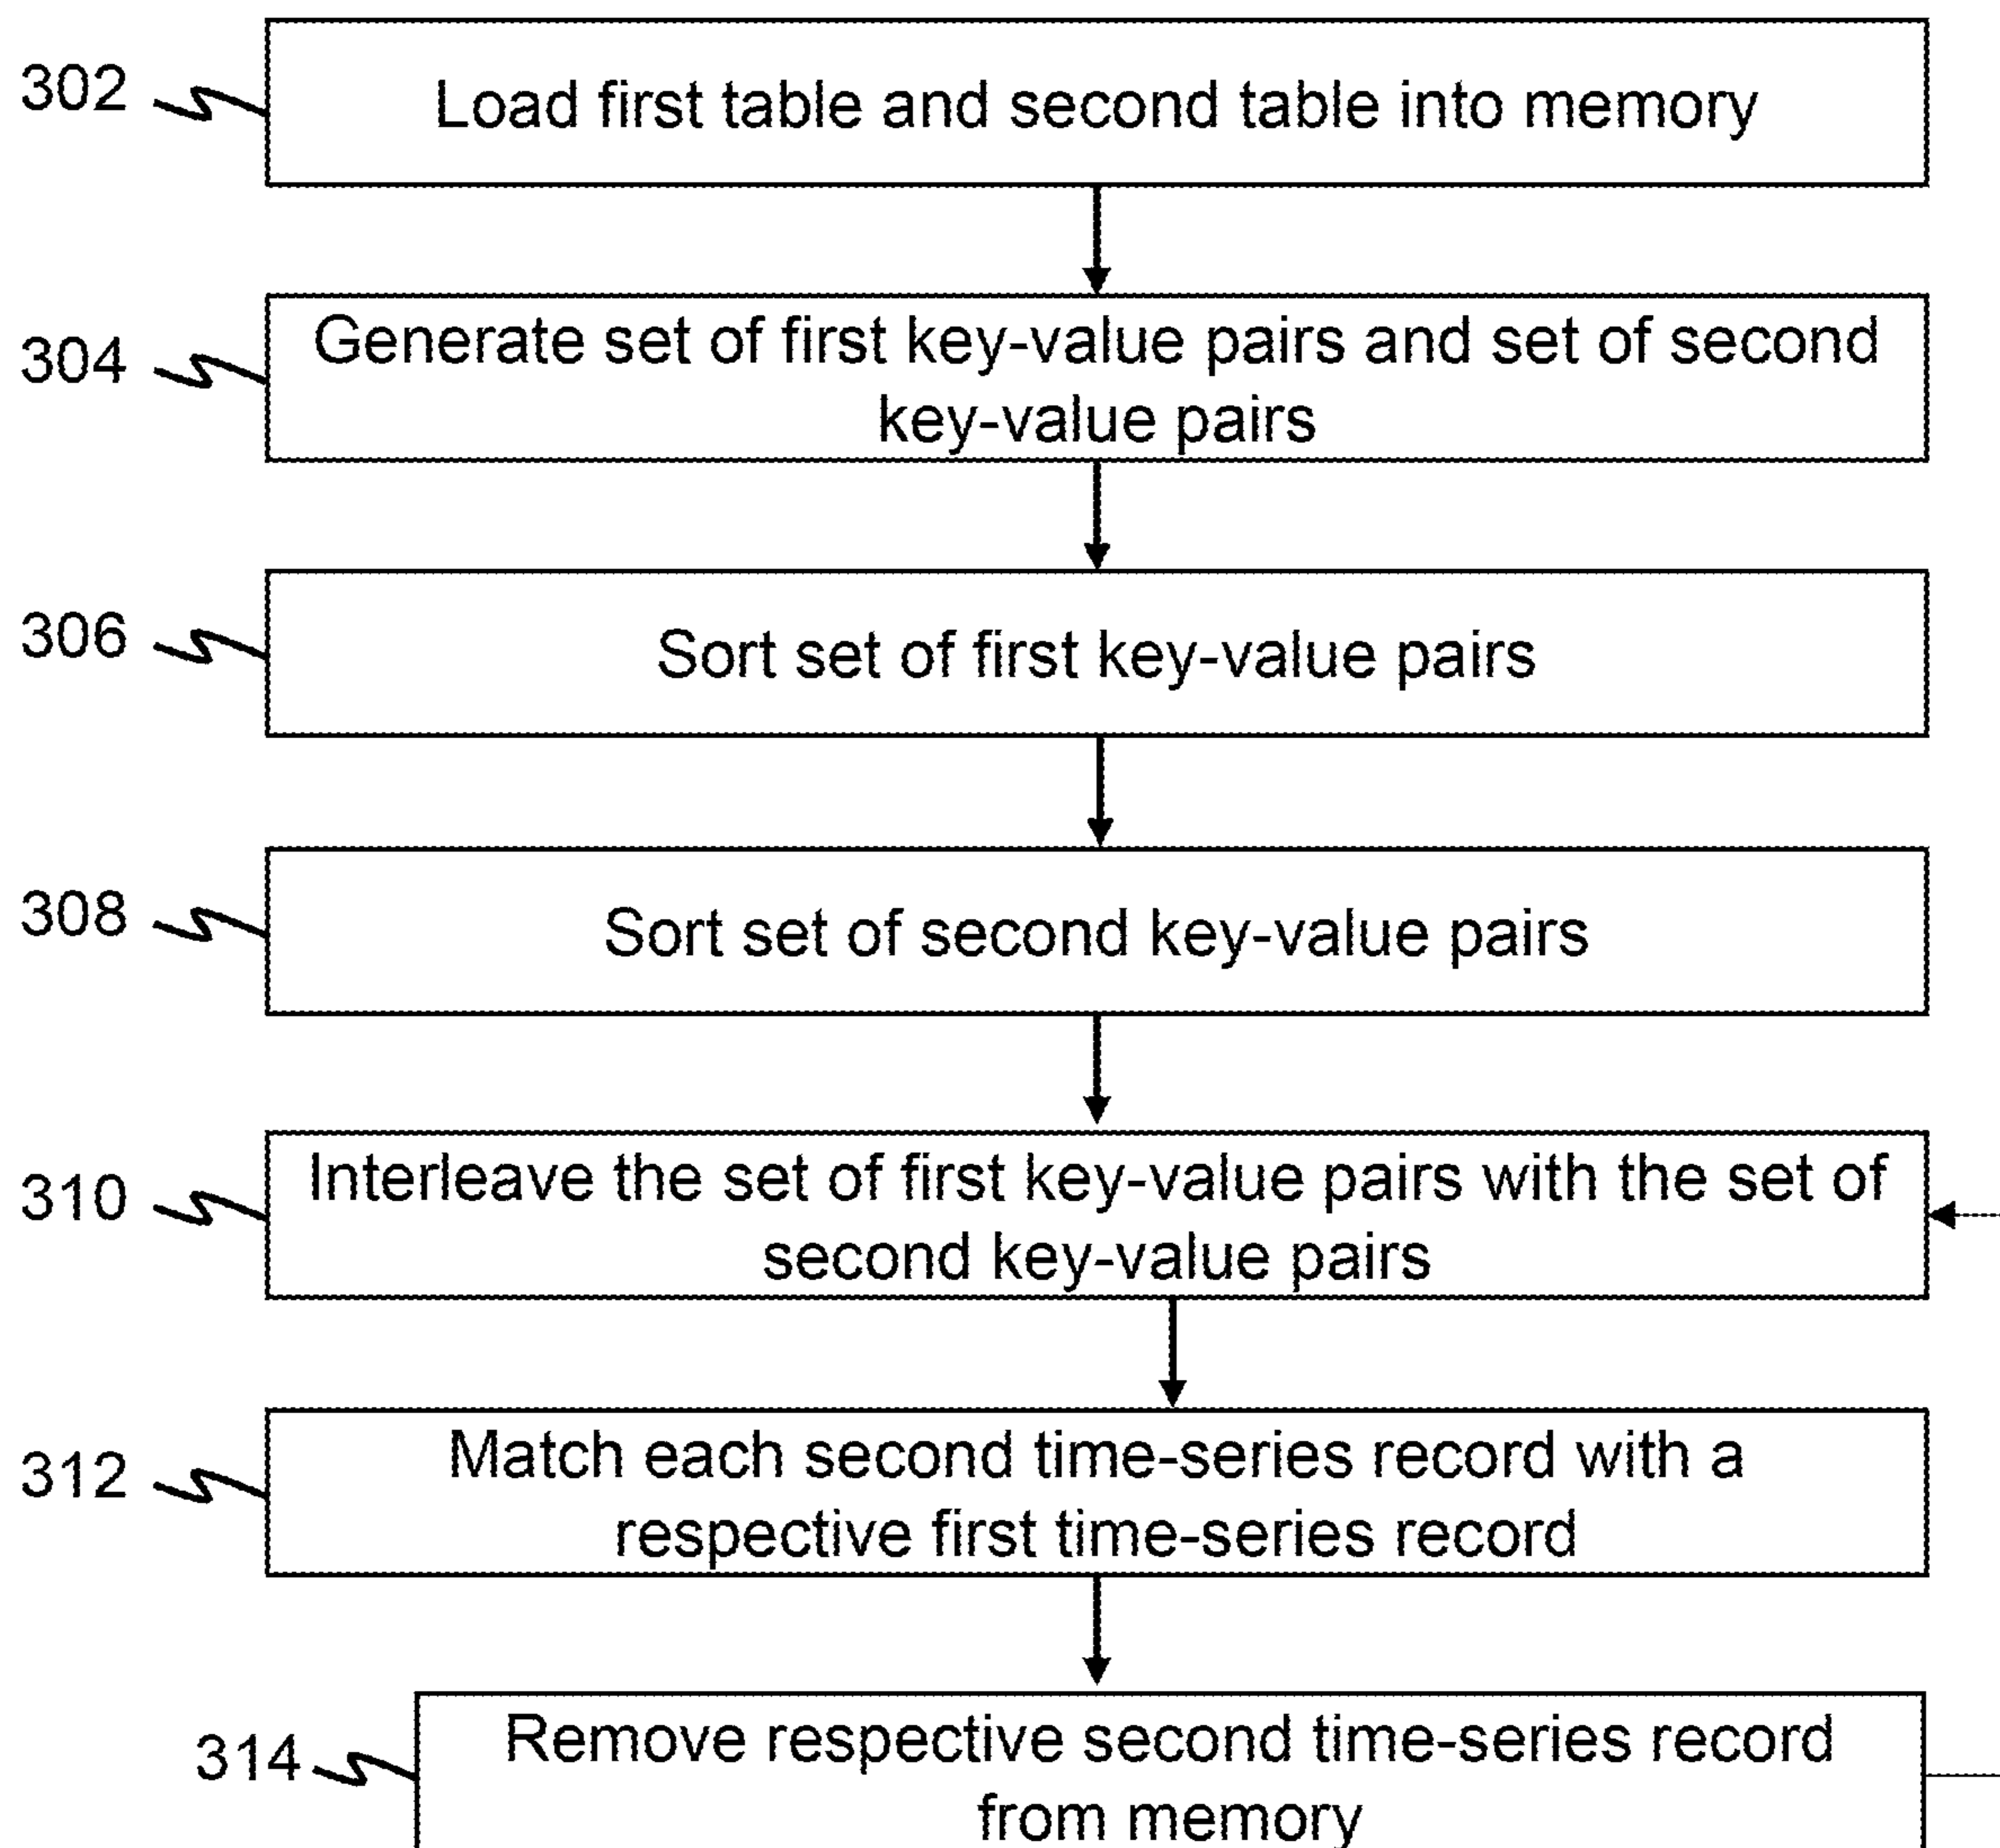 302
Load first table and second table into memory
304
Generate set of first key-value pairs and set of second
key-value pairs
306
Sort set of first key-value pairs
308
Sort set of second key-value pairs
310
Interleave the set of first key-value pairs with the set of
second key-value pairs
312
Match each second time-series record with a
respective first time-series record
314
Remove respective second time-series record
from memory